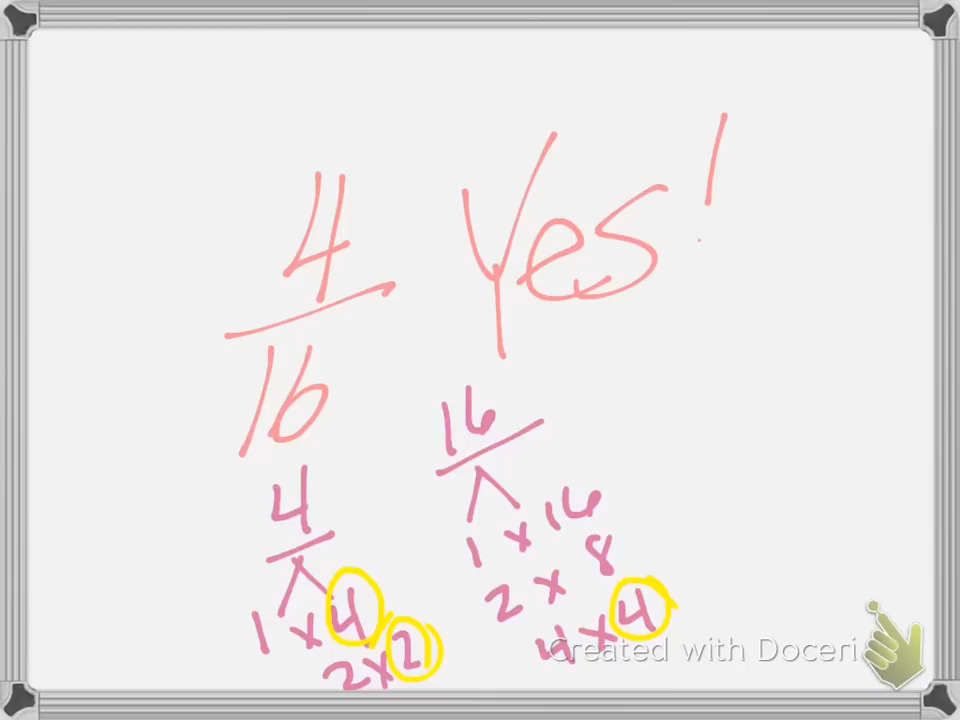 4 Yes!
16
4
1 x 4
2 x 2
16
1 x 16
2 x 8
4 x 4
Created with Doceri